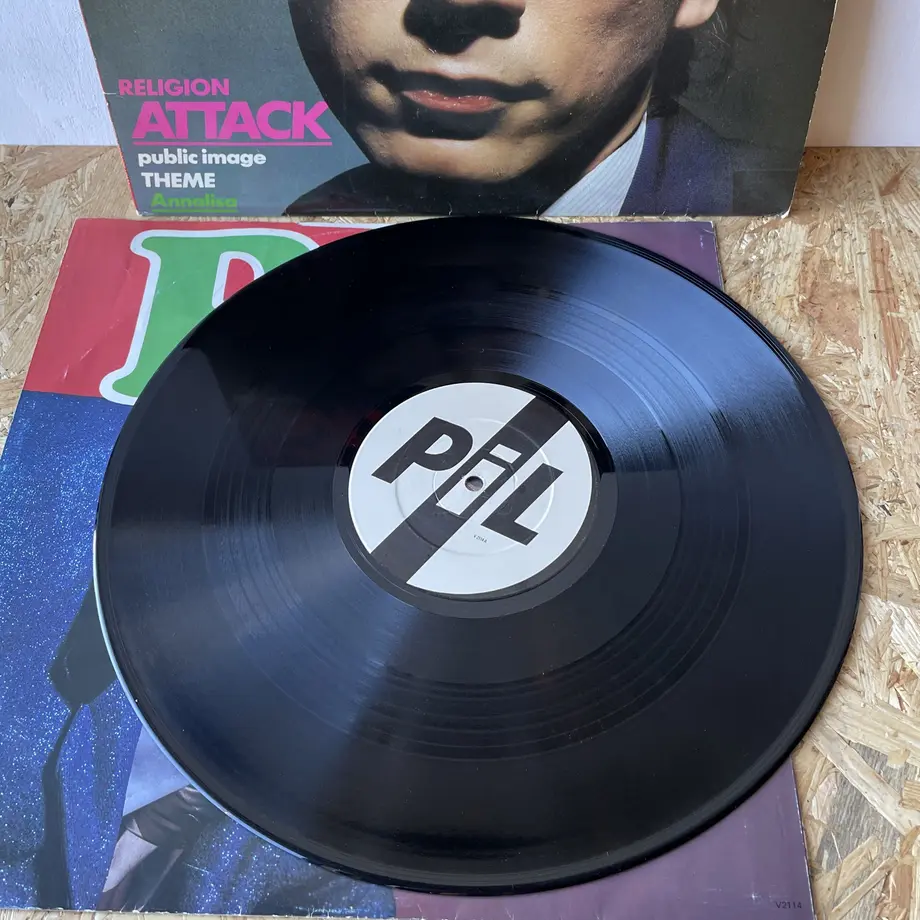 RELIGION
ATTACK
public image
THEME
Annalisa
P
PiL
V2114